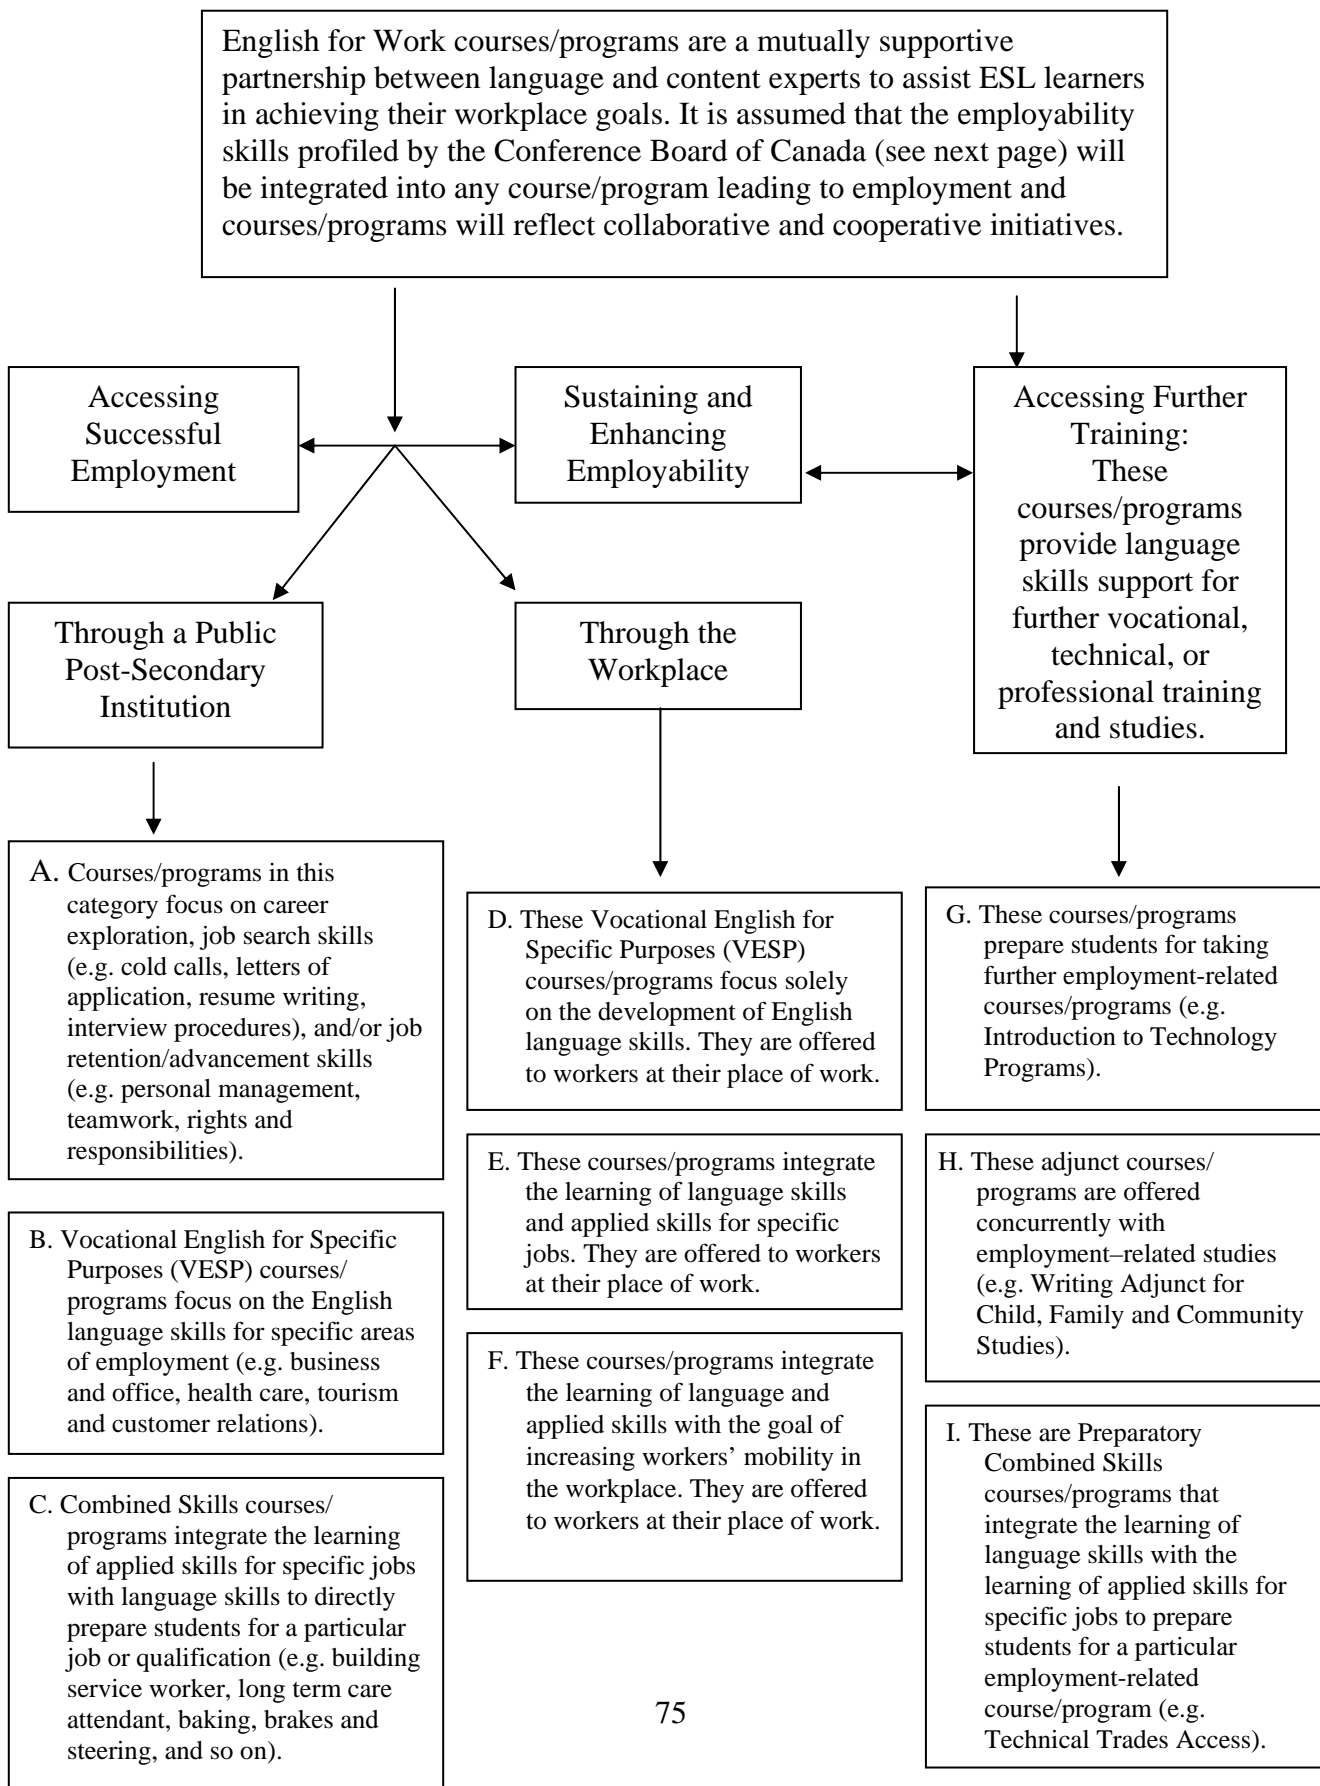 English for Work courses/programs are a mutually supportive
partnership between language and content experts to assist ESL learners
in achieving their workplace goals. It is assumed that the employability
skills profiled by the Conference Board of Canada (see next page) will
be integrated into any course/program leading to employment and
courses/programs will reflect collaborative and cooperative initiatives.
Accessing
Successful
Employment
Sustaining and
Enhancing
Employability
Accessing Further
Training:
These
courses/programs
provide language
skills support for
further vocational,
technical, or
professional training
and studies.
Through a Public
Post-Secondary
Institution
Through the
Workplace
A. Courses/programs in this
category focus on career
exploration, job search skills
(e.g. cold calls, letters of
application, resume writing,
interview procedures), and/or job
retention/advancement skills
(e.g. personal management,
teamwork, rights and
responsibilities).
B. Vocational English for Specific
Purposes (VESP) courses/
programs focus on the English
language skills for specific areas
of employment (e.g. business
and office, health care, tourism
and customer relations).
C. Combined Skills courses/
programs integrate the learning
of applied skills for specific jobs
with language skills to directly
prepare students for a particular
job or qualification (e.g. building
service worker, long term care
attendant, baking, brakes and
steering, and so on).
D. These Vocational English for
Specific Purposes (VESP)
courses/programs focus solely
on the development of English
language skills. They are offered
to workers at their place of work.
E. These courses/programs integrate
the learning of language skills
and applied skills for specific
jobs. They are offered to workers
at their place of work.
F. These courses/programs integrate
the learning of language and
applied skills with the goal of
increasing workers’ mobility in
the workplace. They are offered
to workers at their place of work.
G. These courses/programs
prepare students for taking
further employment-related
courses/programs (e.g.
Introduction to Technology
Programs).
H. These adjunct courses/
programs are offered
concurrently with
employment–related studies
(e.g. Writing Adjunct for
Child, Family and Community
Studies).
I. These are Preparatory
Combined Skills
courses/programs that
integrate the learning of
language skills with the
learning of applied skills for
specific jobs to prepare
students for a particular
employment-related
course/program (e.g.
Technical Trades Access).
75